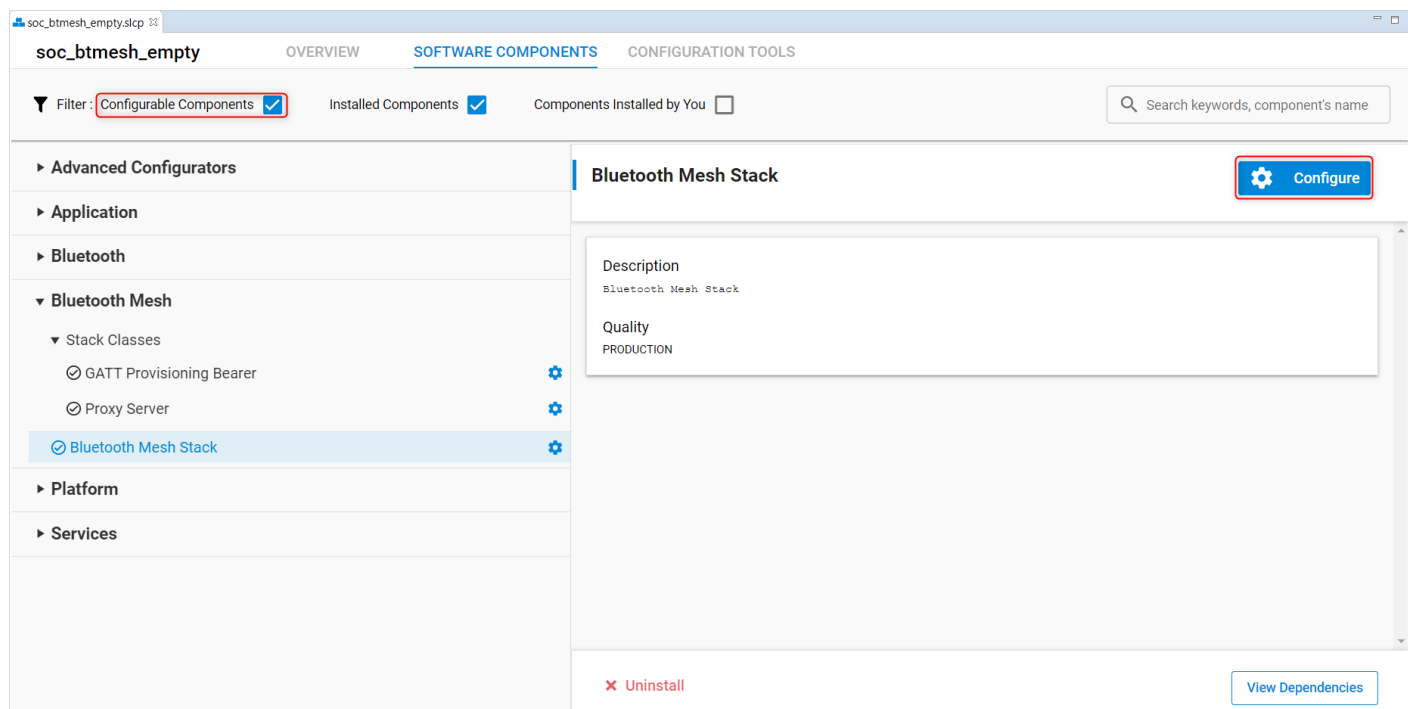 soc_btmesh_empty.slcp
soc_btmesh_empty OVERVIEW SOFTWARE COMPONENTS CONFIGURATION TOOLS
Filter : Configurable Components Installed Components Components Installed by You Search keywords, component's name
Advanced Configurators
Application
Bluetooth
Bluetooth Mesh
Stack Classes
GATT Provisioning Bearer
Proxy Server
Bluetooth Mesh Stack
Platform
Services
Bluetooth Mesh Stack Configure
Description
Bluetooth Mesh Stack
Quality
PRODUCTION
Uninstall View Dependencies